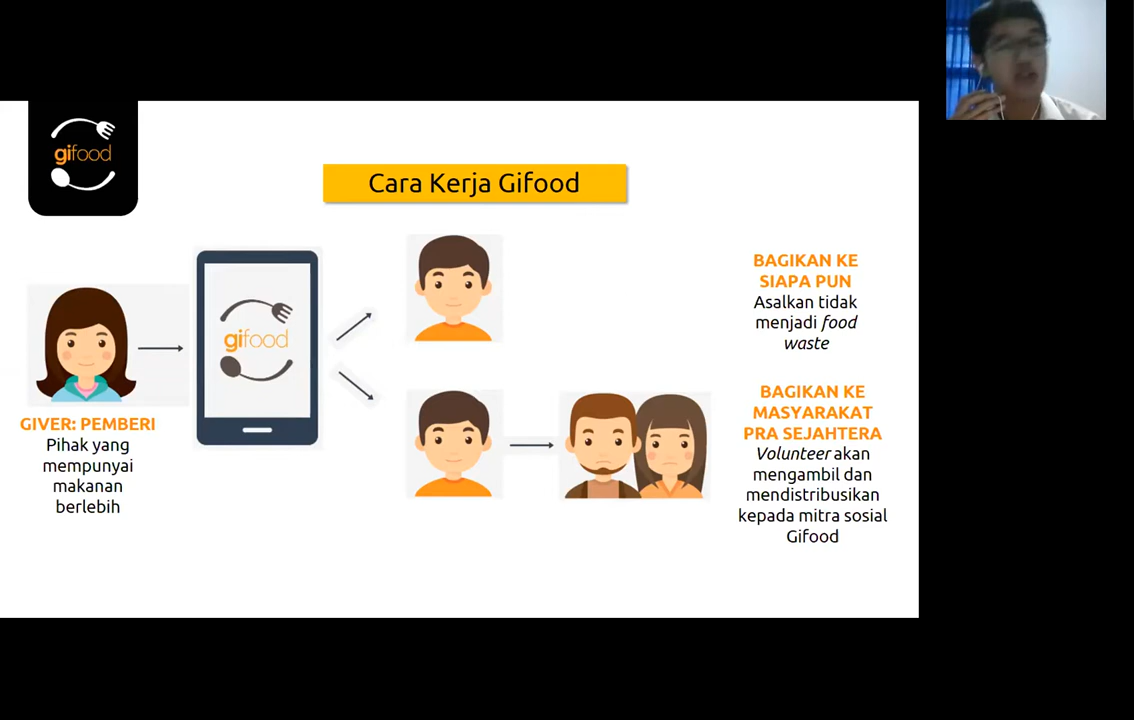 gifood
Cara Kerja Gifood
gifood
GIVER: PEMBERI
Pihak yang
mempunyai
makanan
berlebih
BAGIKAN KE
SIAPA PUN
Asalkan tidak
menjadi food
waste
BAGIKAN KE
MASYARAKAT
PRA SEJAHTERA
Volunteer akan
mengambil dan
mendistribusikan
kepada mitra sosial
Gifood